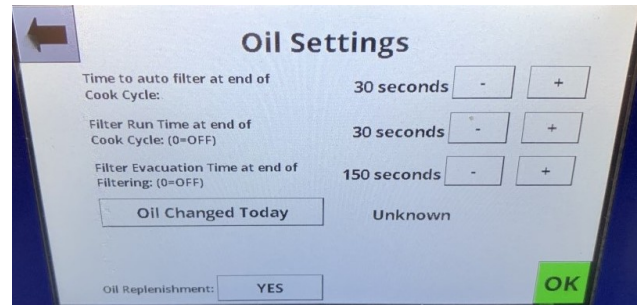 Oil Settings
Time to auto filter at end of
Cook Cycle:
30 seconds - +
Filter Run Time at end of
Cook Cycle: (0=OFF)
30 seconds - +
Filter Evacuation Time at end of
Filtering: (0=OFF)
150 seconds - +
Oil Changed Today Unknown
Oil Replenishment: YES
OK